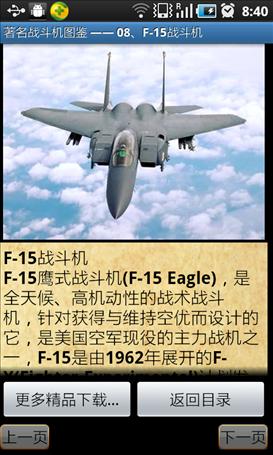 8:40
著名战斗机图鉴 —— 08、F-15战斗机
F-15战斗机
F-15鹰式战斗机(F-15 Eagle)，是
全天候、高机动性的战术战斗
机，针对获得与维持空优而设计的
它，是美国空军现役的主力战机之
一，F-15是由1962年展开的F-
X(Fighter Experimental)计划发
更多精品下载...
返回目录
上一页
下一页